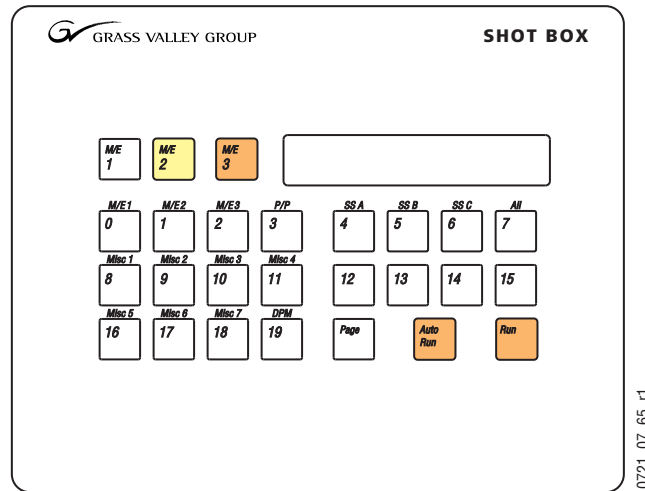 GRASS VALLEY GROUP SHOT BOX
M/E 1 M/E 2 M/E 3
M/E1 M/E2 M/E3 P/P SS A SS B SS C All
0 1 2 3 4 5 6 7
Misc 1 Misc 2 Misc 3 Misc 4
8 9 10 11 12 13 14 15
Misc 5 Misc 6 Misc 7 DPM
16 17 18 19 Page Auto Run Run
0721_07_65_r1